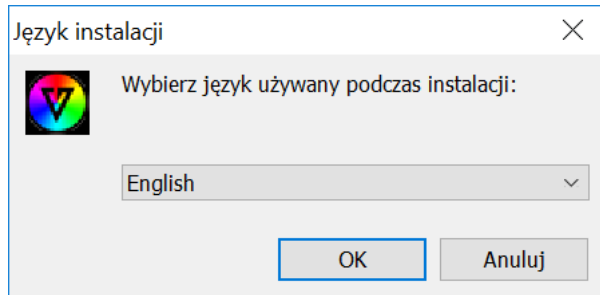 Język instalacji
Wybierz język używany podczas instalacji:
English
OK
Anuluj